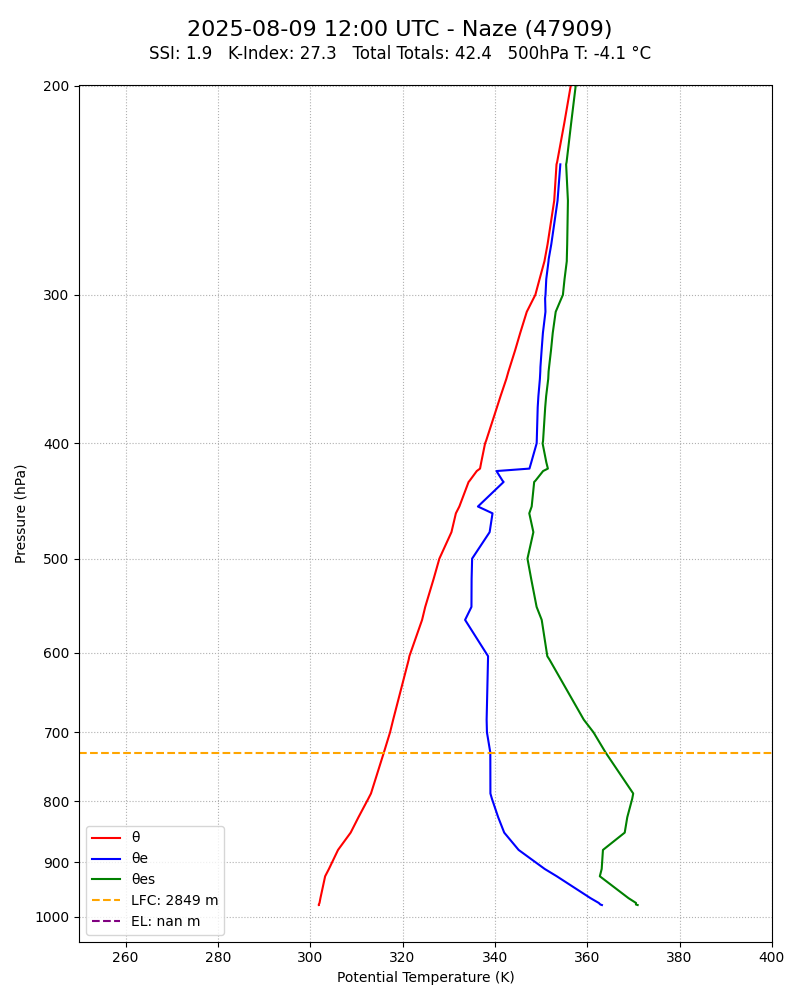 2025-08-09 12:00 UTC - Naze (47909)
SSI: 1.9   K-Index: 27.3   Total Totals: 42.4   500hPa T: -4.1 °C
200
300
400
500
600
700
800
900
1000
Pressure (hPa)
θ
θe
θes
LFC: 2849 m
EL: nan m
260
280
300
320
340
360
380
400
Potential Temperature (K)